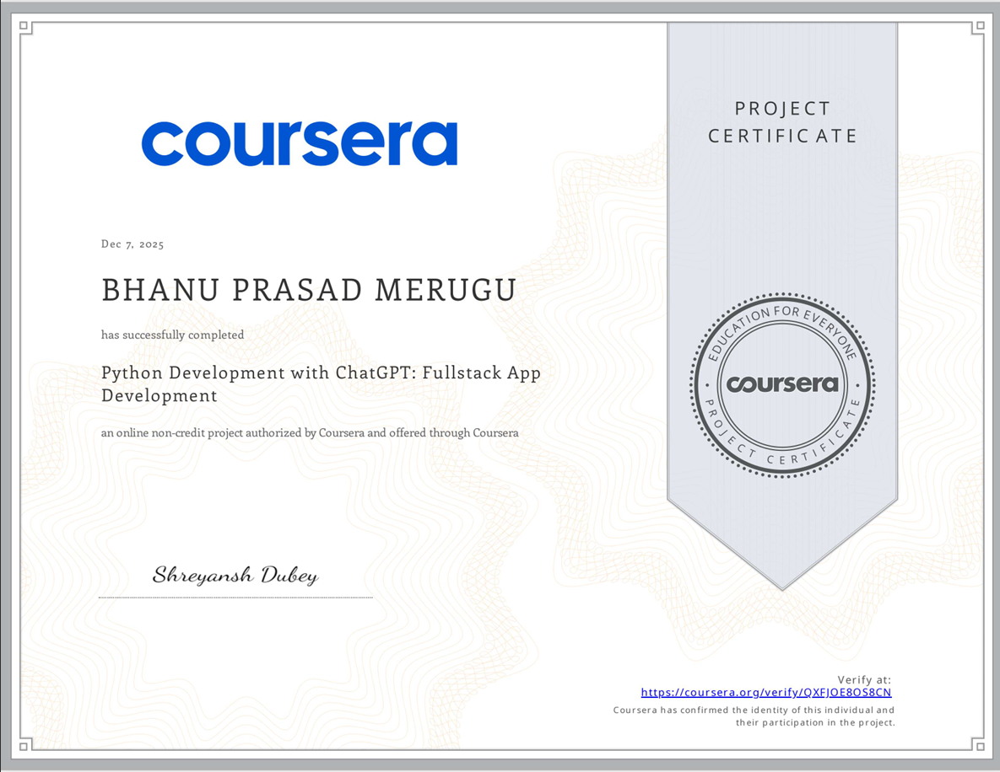 coursera
PROJECT
CERTIFICATE
Dec 7, 2025
BHANU PRASAD MERUGU
has successfully completed
Python Development with ChatGPT: Fullstack App
Development
an online non-credit project authorized by Coursera and offered through Coursera
EDUCATION FOR EVERYONE
coursera
PROJECT CERTIFICATE
Shreyansh Dubey
Verify at:
https://coursera.org/verify/QXFJOE8OS8CN
Coursera has confirmed the identity of this individual and
their participation in the project.